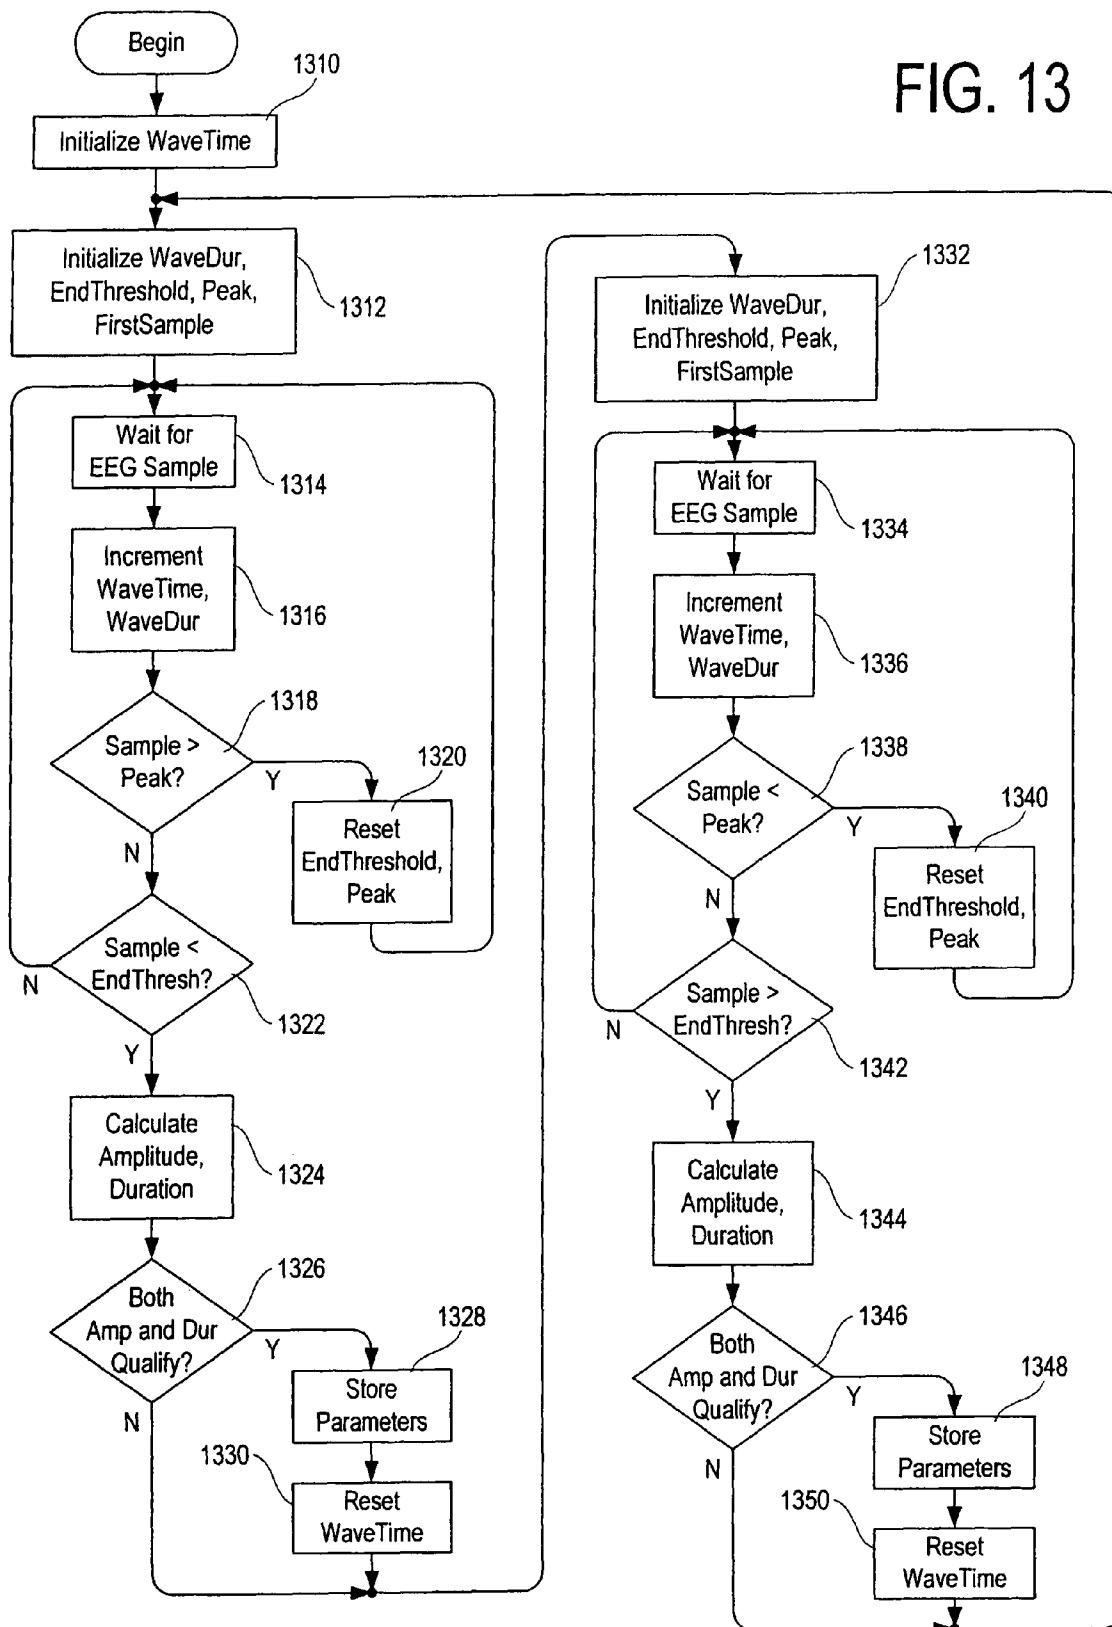 FIG. 13
Begin
1310
Initialize WaveTime
Initialize WaveDur,
EndThreshold, Peak,
FirstSample
1312
Wait for
EEG Sample
1314
Increment
WaveTime,
WaveDur
1316
Sample >
Peak?
1318
Y
N
1320
Reset
EndThreshold,
Peak
Sample <
EndThresh?
1322
N
Y
Calculate
Amplitude,
Duration
1324
Both
Amp and Dur
Qualify?
1326
Y
N
1328
Store
Parameters
1330
Reset
WaveTime
1332
Initialize WaveDur,
EndThreshold, Peak,
FirstSample
Wait for
EEG Sample
1334
Increment
WaveTime,
WaveDur
1336
Sample <
Peak?
1338
Y
N
1340
Reset
EndThreshold,
Peak
Sample >
EndThresh?
1342
N
Y
Calculate
Amplitude,
Duration
1344
Both
Amp and Dur
Qualify?
1346
Y
N
1348
Store
Parameters
1350
Reset
WaveTime